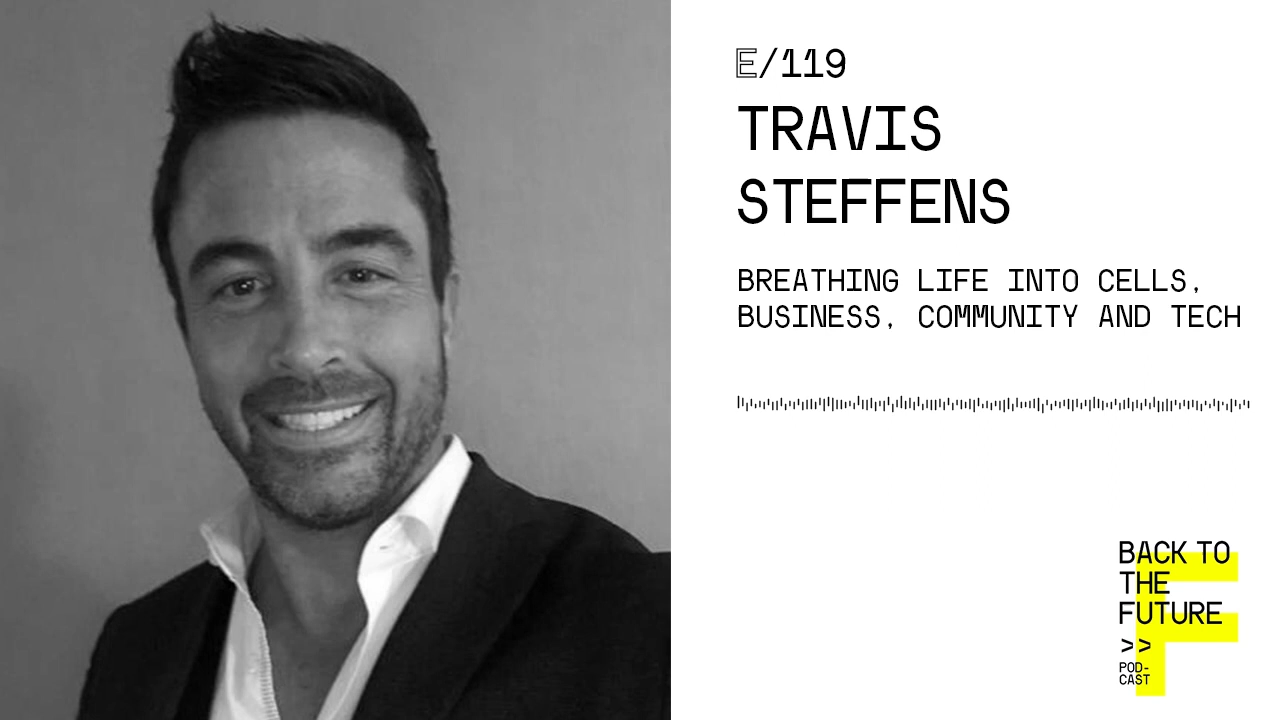 E/119
TRAVIS
STEFFENS
BREATHING LIFE INTO CELLS,
BUSINESS, COMMUNITY AND TECH
BACK TO
THE
FUTURE
>>
POD-
CAST